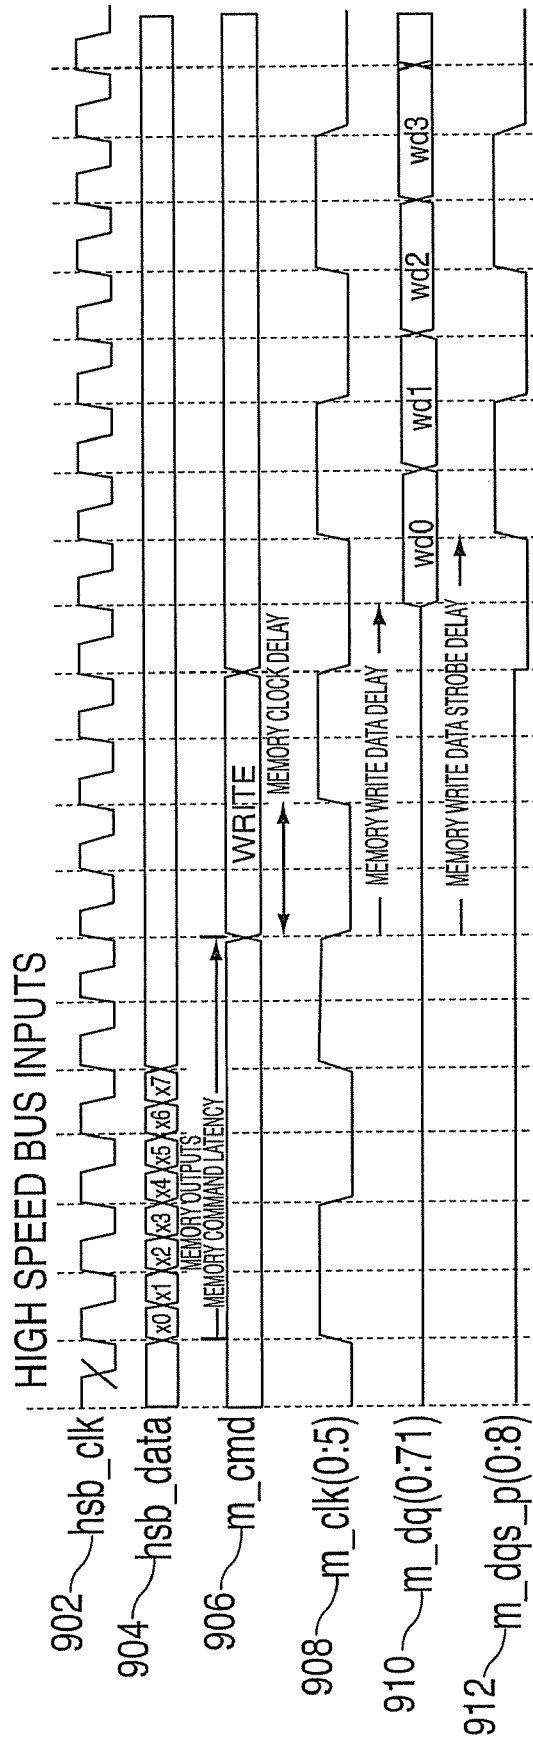 HIGH SPEED BUS INPUTS
902 hsb_clk
904 hsb_data x0 x1 x2 x3 x4 x5 x6 x7
"MEMORY OUTPUTS"
MEMORY COMMAND LATENCY
906 m_cmd WRITE
MEMORY CLOCK DELAY
908 m_clk(0:5)
MEMORY WRITE DATA DELAY
910 m_dq(0:71) wd0 wd1 wd2 wd3
MEMORY WRITE DATA STROBE DELAY
912 m_dqs_p(0:8)